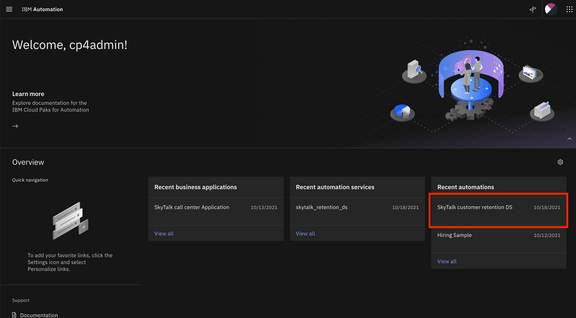 IBM Automation
Welcome, cp4admin!
Learn more
Explore documentation for the
IBM Cloud Paks for Automation
Overview
Quick navigation
To add your favorite links, click the
Settings icon and select
Personalize links.
Support
Documentation
Recent business applications
SkyTalk call center Application 10/13/2021
View all
Recent automation services
skytalk_retention_ds 10/18/2021
View all
Recent automations
SkyTalk customer retention DS 10/18/2021
Hiring Sample 10/12/2021
View all